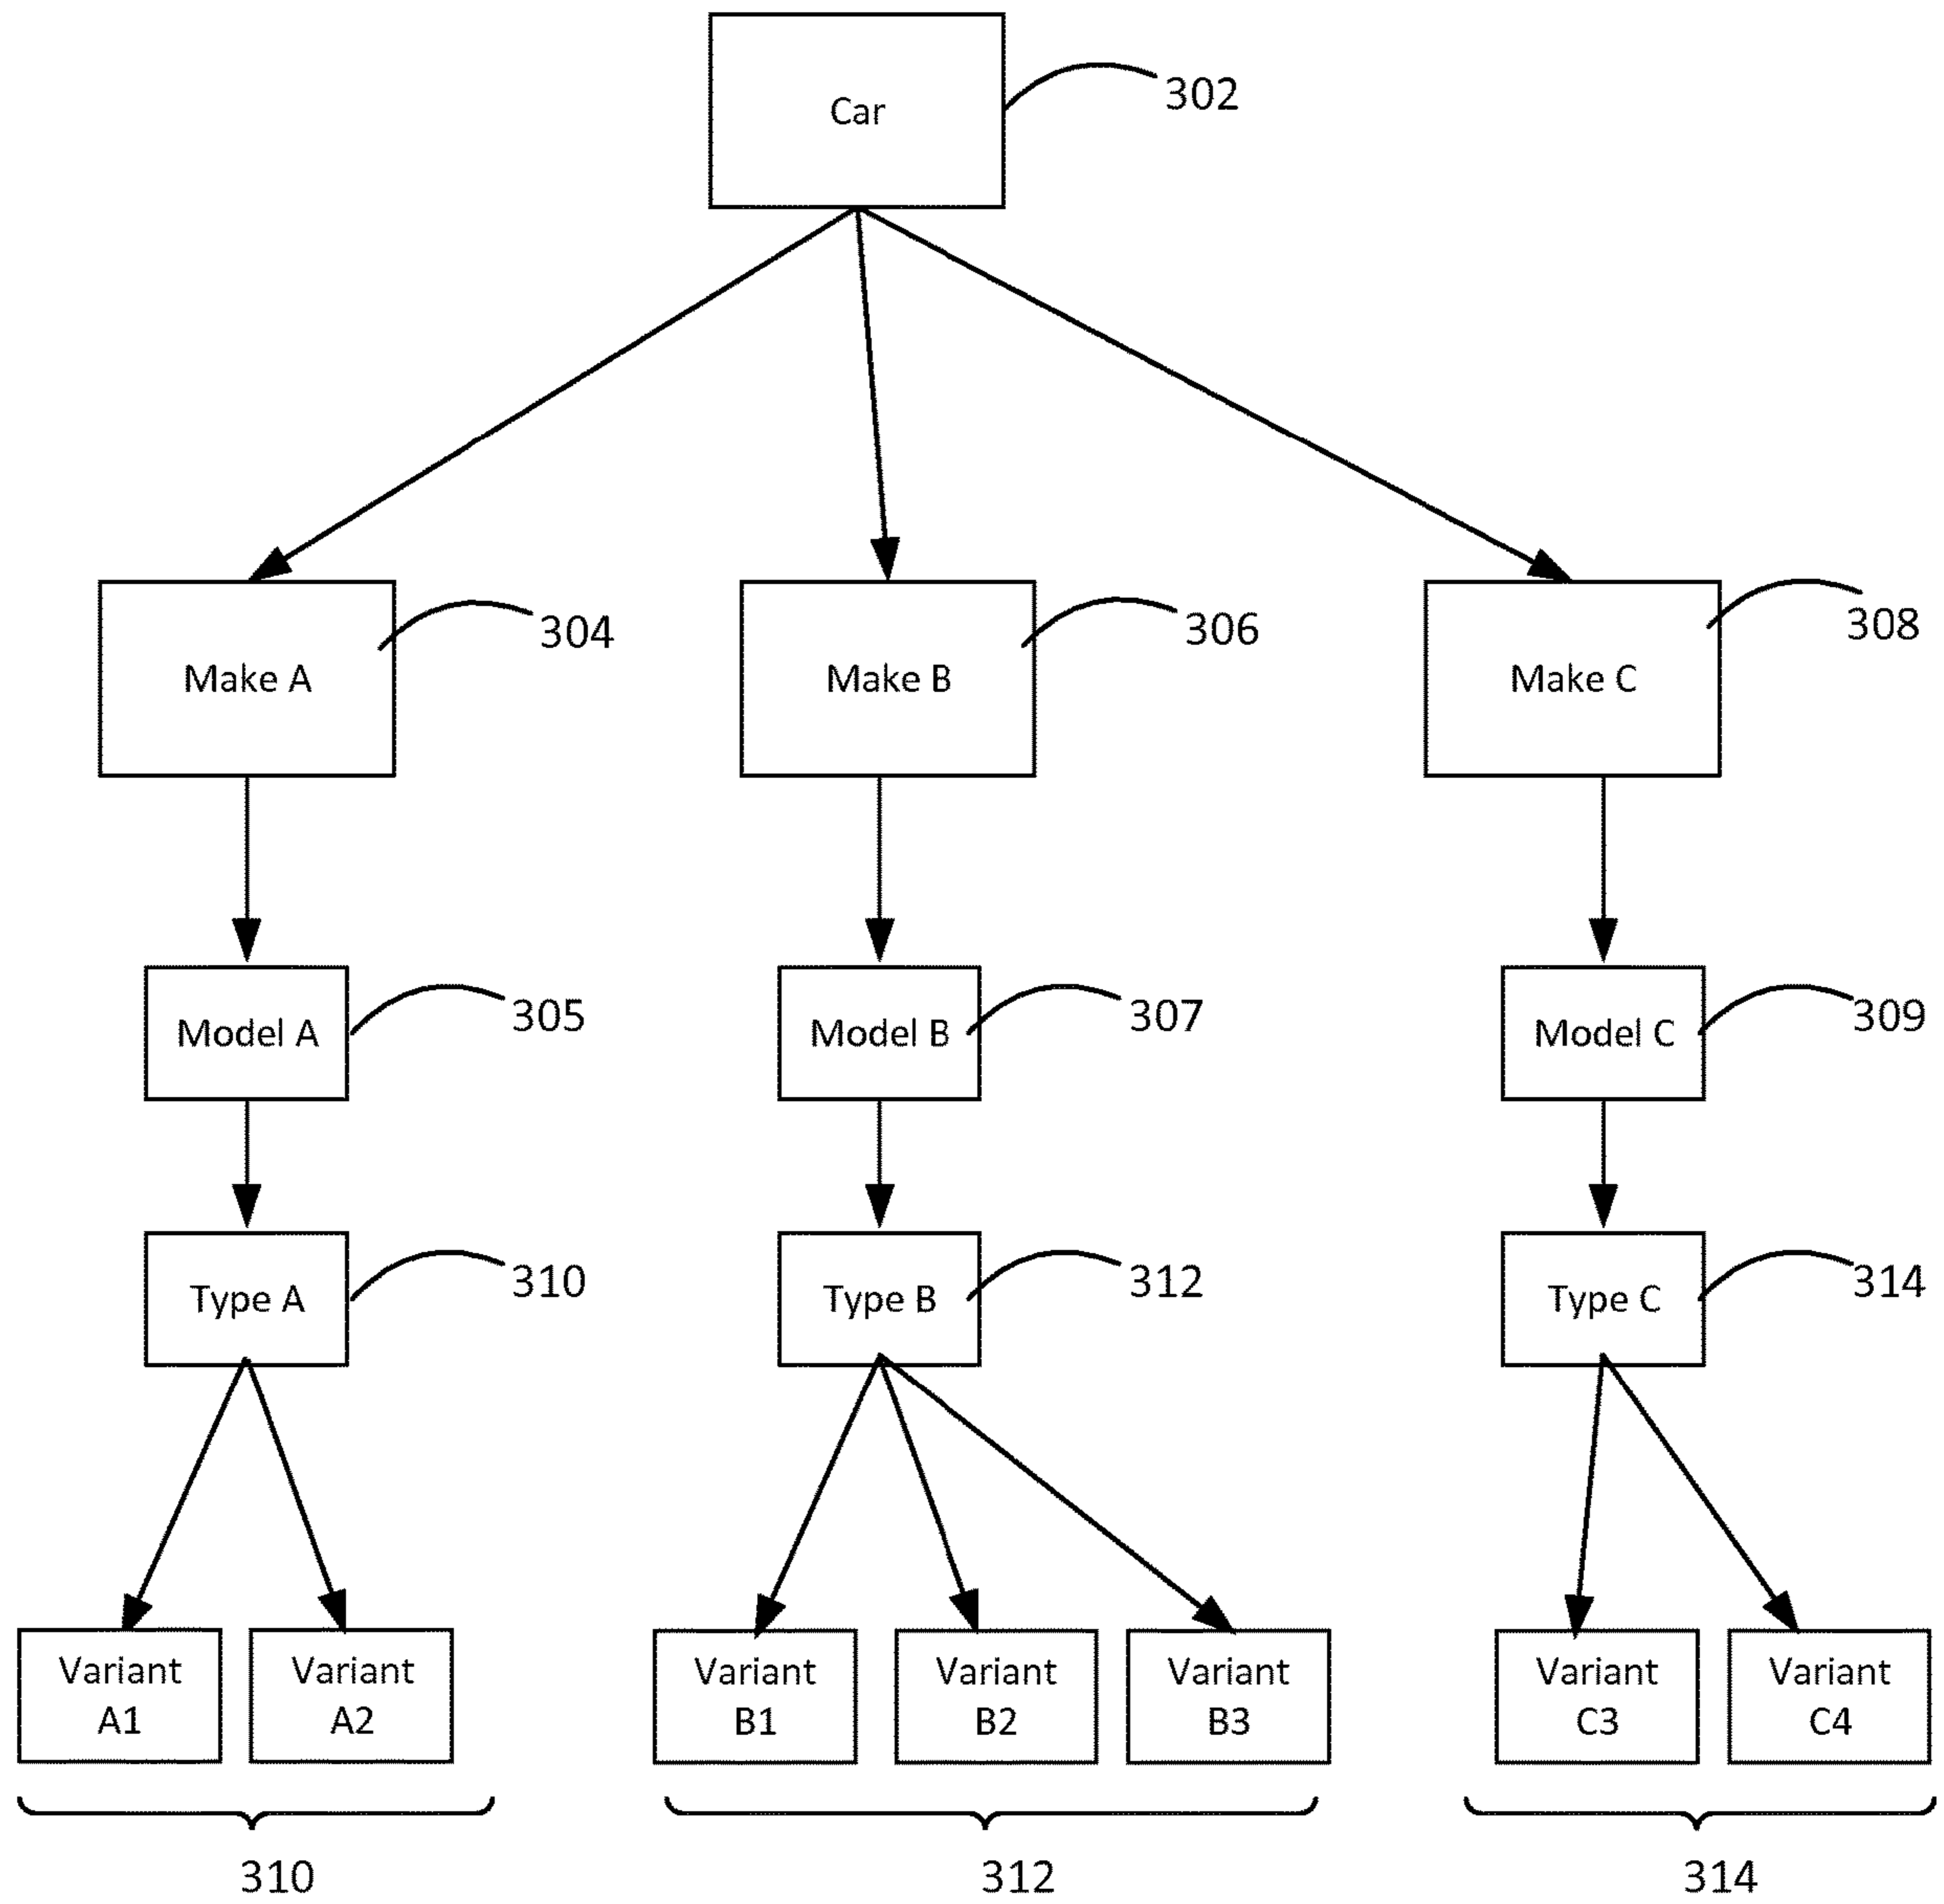 Car
302
Make A
304
Make B
306
Make C
308
Model A
305
Model B
307
Model C
309
Type A
310
Type B
312
Type C
314
Variant
A1
Variant
A2
Variant
B1
Variant
B2
Variant
B3
Variant
C3
Variant
C4
310
312
314